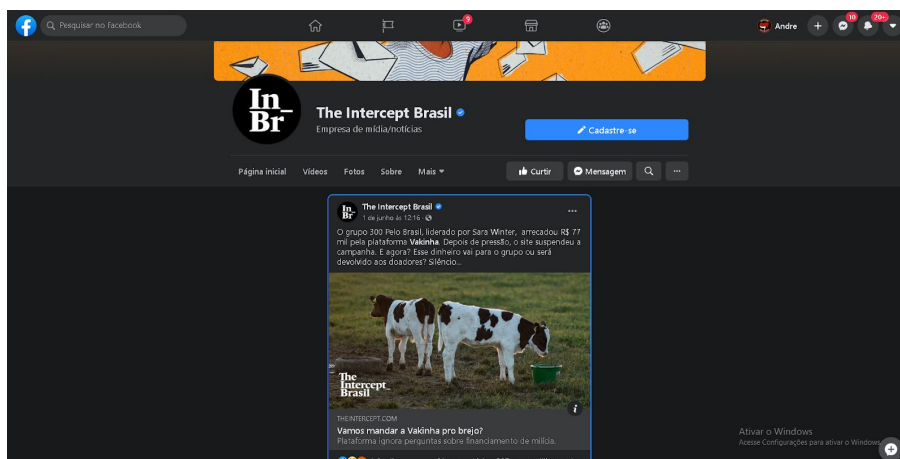 Pesquisar no Facebook
9
Andre
10
20+
In_
Br
The Intercept Brasil
Empresa de mídia/notícias
Cadastre-se
Página inicial Vídeos Fotos Sobre Mais
Curtir
Mensagem
In_
Br
The Intercept Brasil
1 de junho às 12:16
O grupo 300 Pelo Brasil, liderado por Sara Winter, arrecadou R$ 77
mil pela plataforma Vakinha. Depois de pressão, o site suspendeu a
campanha. E agora? Esse dinheiro vai para o grupo ou será
devolvido aos doadores? Silêncio...
The
Intercept_
Brasil
THEINTERCEPT.COM
Vamos mandar a Vakinha pro brejo?
Plataforma ignora perguntas sobre financiamento de milícia.
Ativar o Windows
Acesse Configurações para ativar o Windows